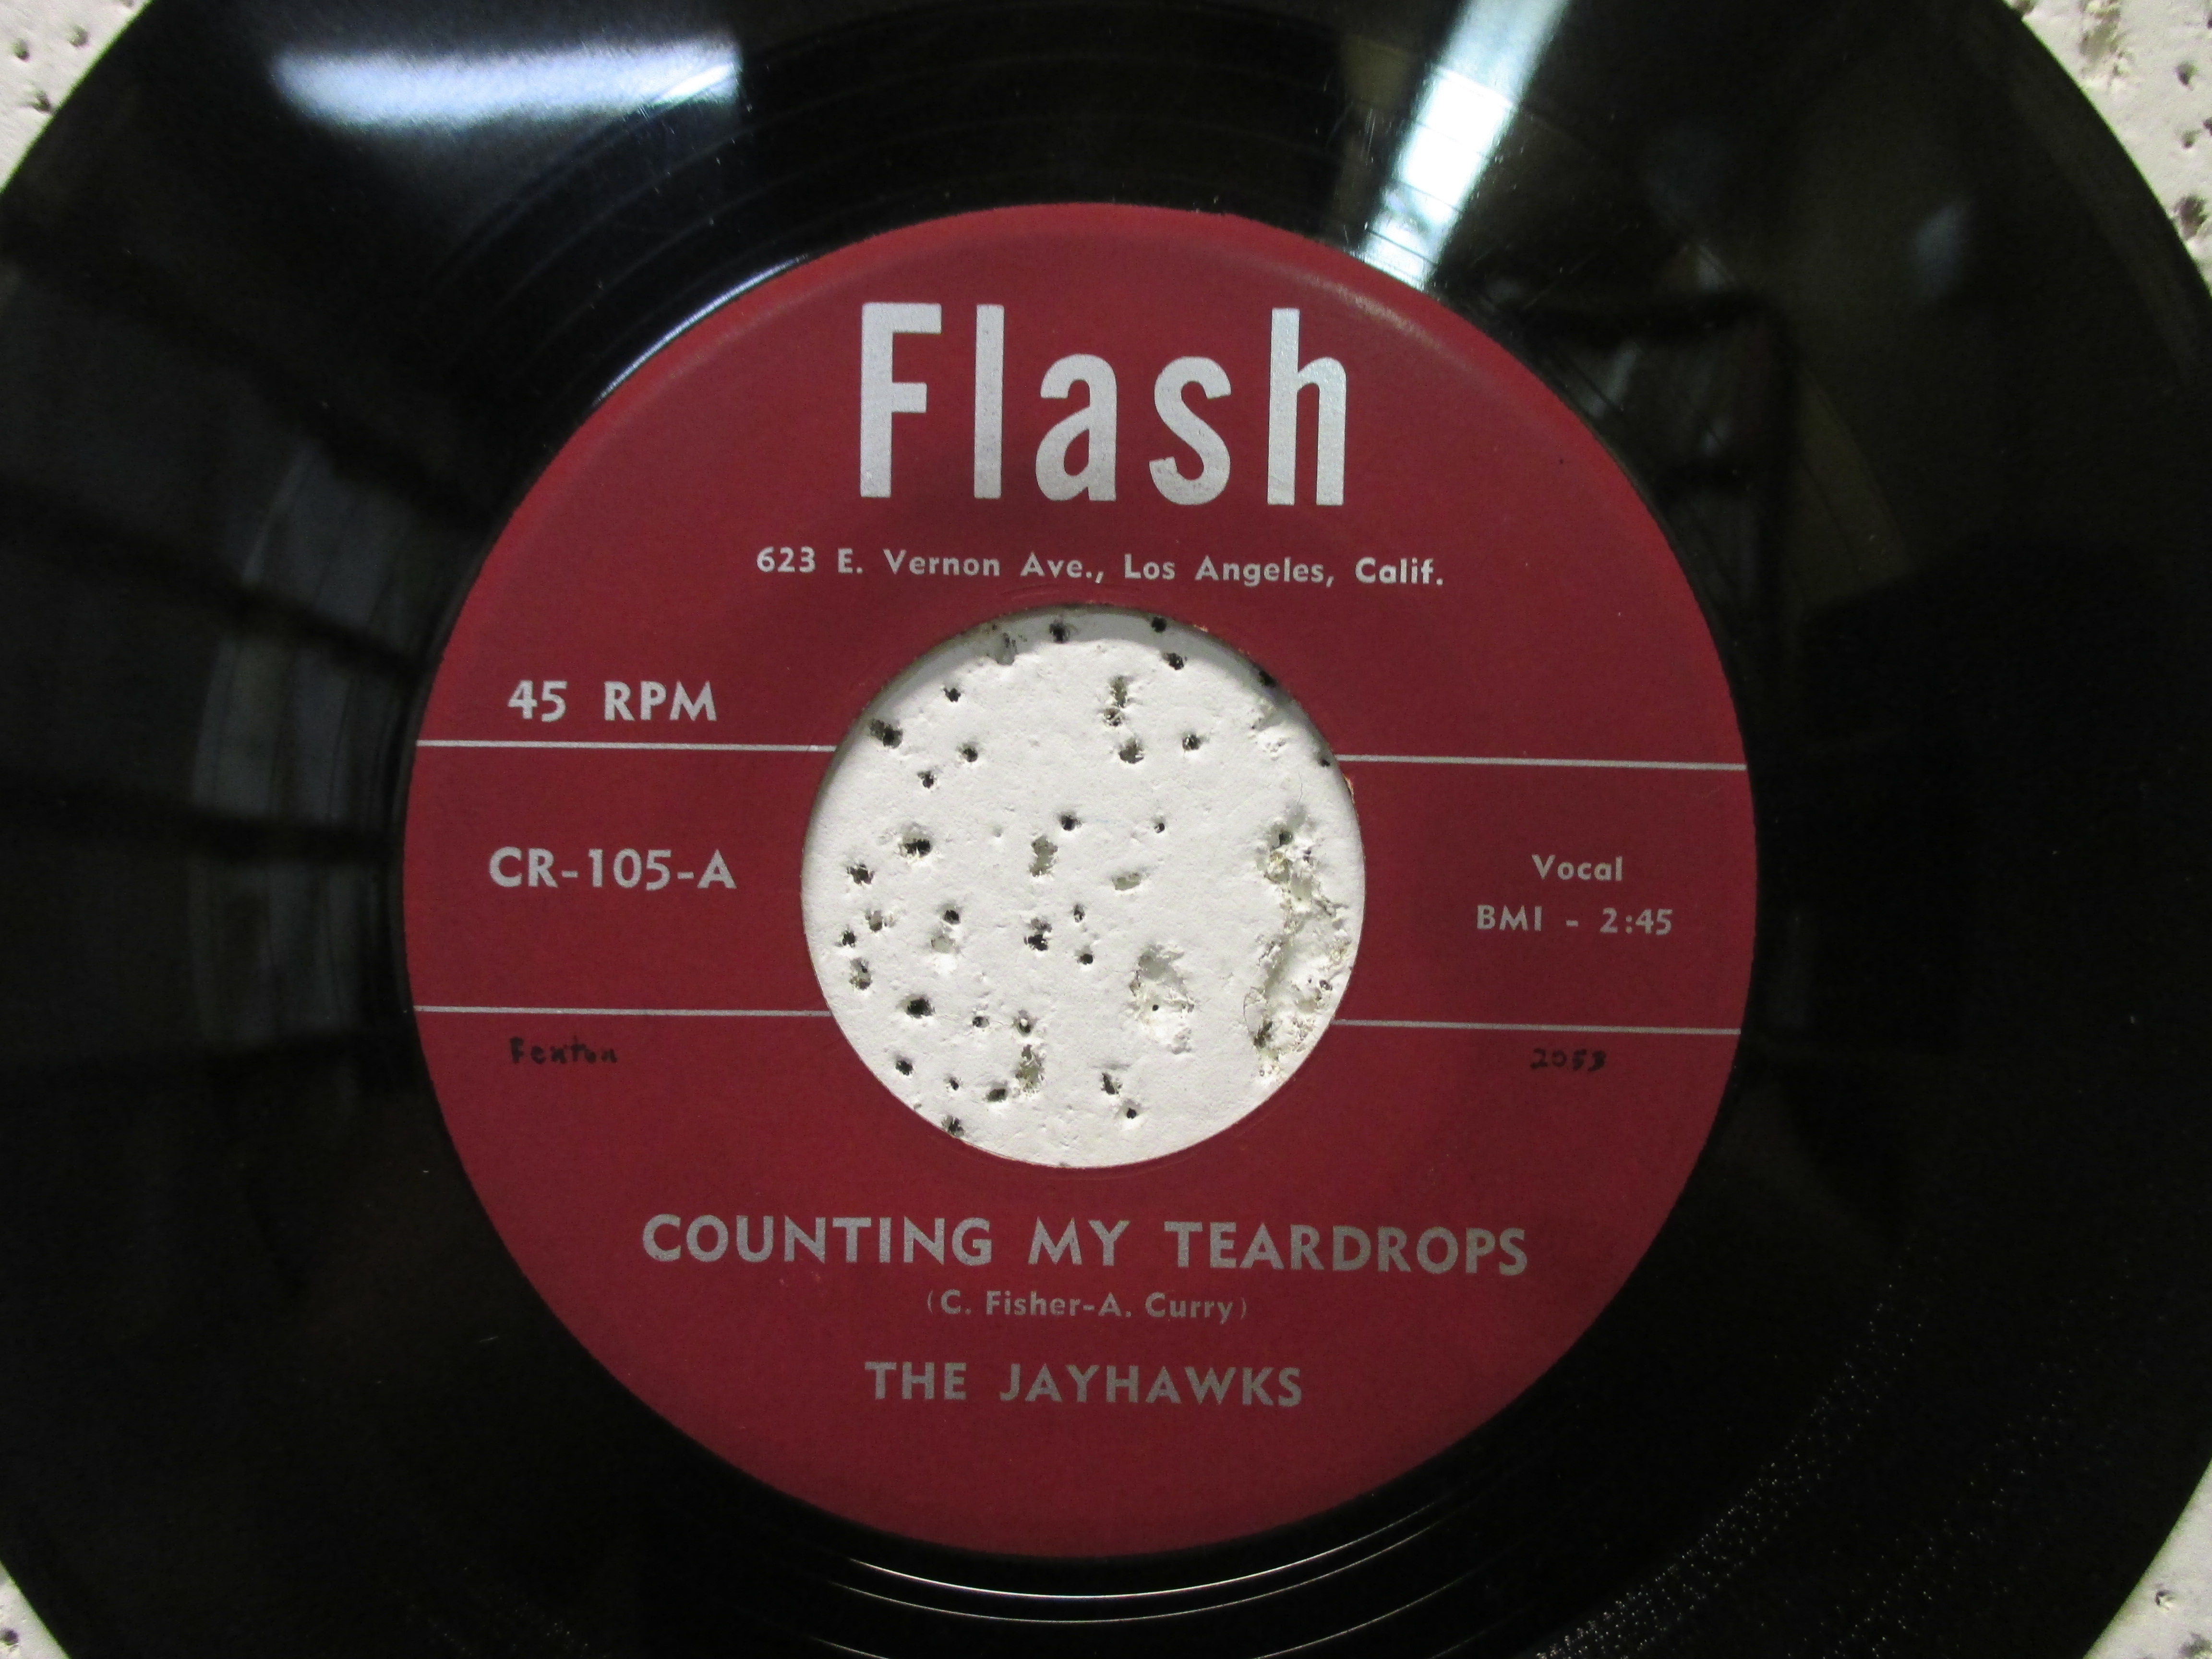 Flash
623 E. Vernon Ave., Los Angeles, Calif.
45 RPM
CR-105-A
Vocal
BMI - 2:45
Fenton
2053
COUNTING MY TEARDROPS
(C. Fisher-A. Curry)
THE JAYHAWKS